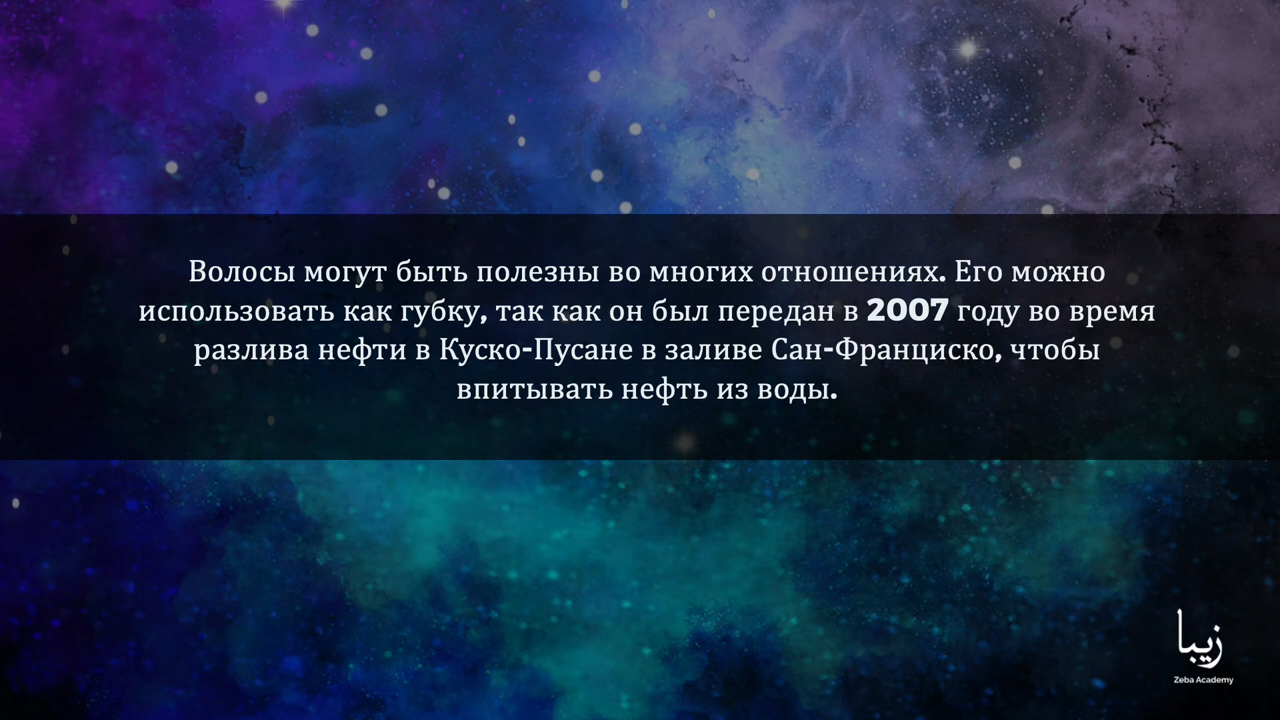 Волосы могут быть полезны во многих отношениях. Его можно
использовать как губку, так как он был передан в 2007 году во время
разлива нефти в Куско-Пусане в заливе Сан-Франциско, чтобы
впитывать нефть из воды.
زیبا
Zeba Academy